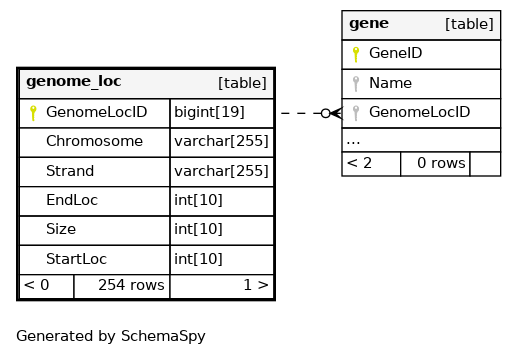 gene [table]
GeneID
Name
GenomeLocID
...
< 2 0 rows
genome_loc [table]
GenomeLocID bigint[19]
Chromosome varchar[255]
Strand varchar[255]
EndLoc int[10]
Size int[10]
StartLoc int[10]
< 0 254 rows 1 >
Generated by SchemaSpy